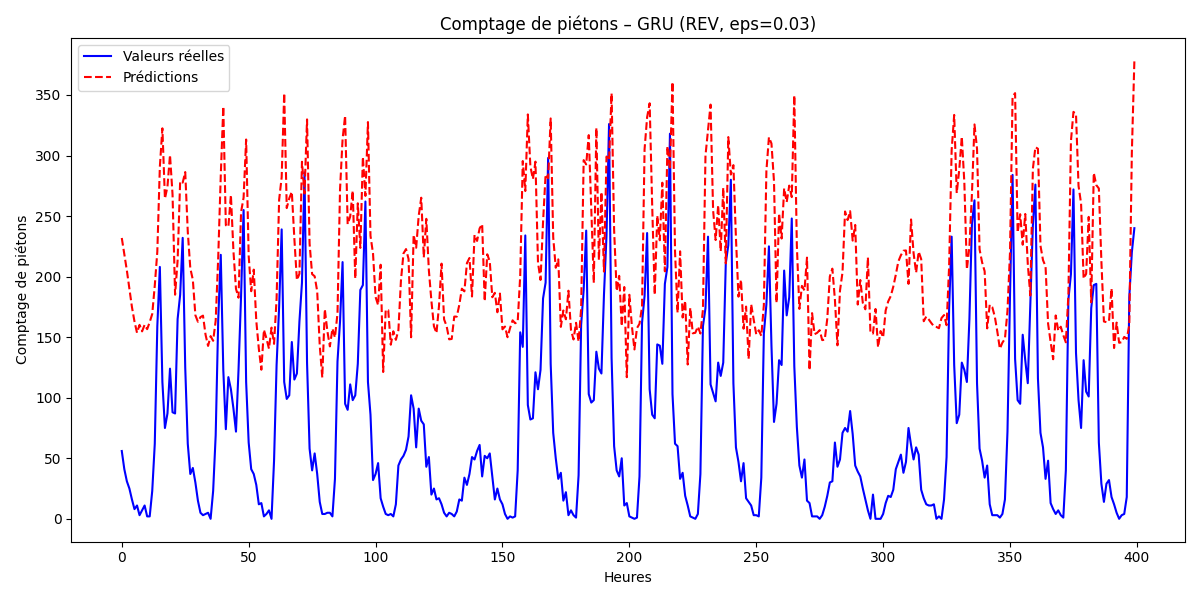 Comptage de piétons – GRU (REV, eps=0.03)
Valeurs réelles
Prédictions
Comptage de piétons
350
300
250
200
150
100
50
0
0 50 100 150 200 250 300 350 400
Heures